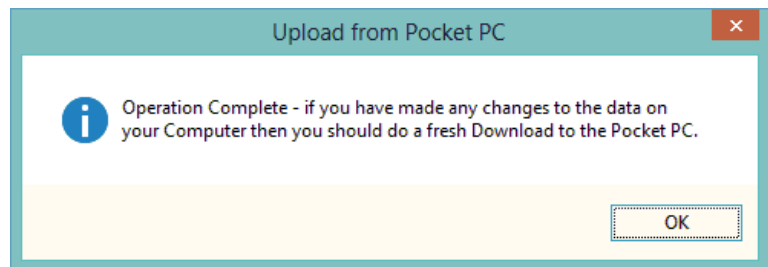 Upload from Pocket PC
Operation Complete - if you have made any changes to the data on
your Computer then you should do a fresh Download to the Pocket PC.
OK